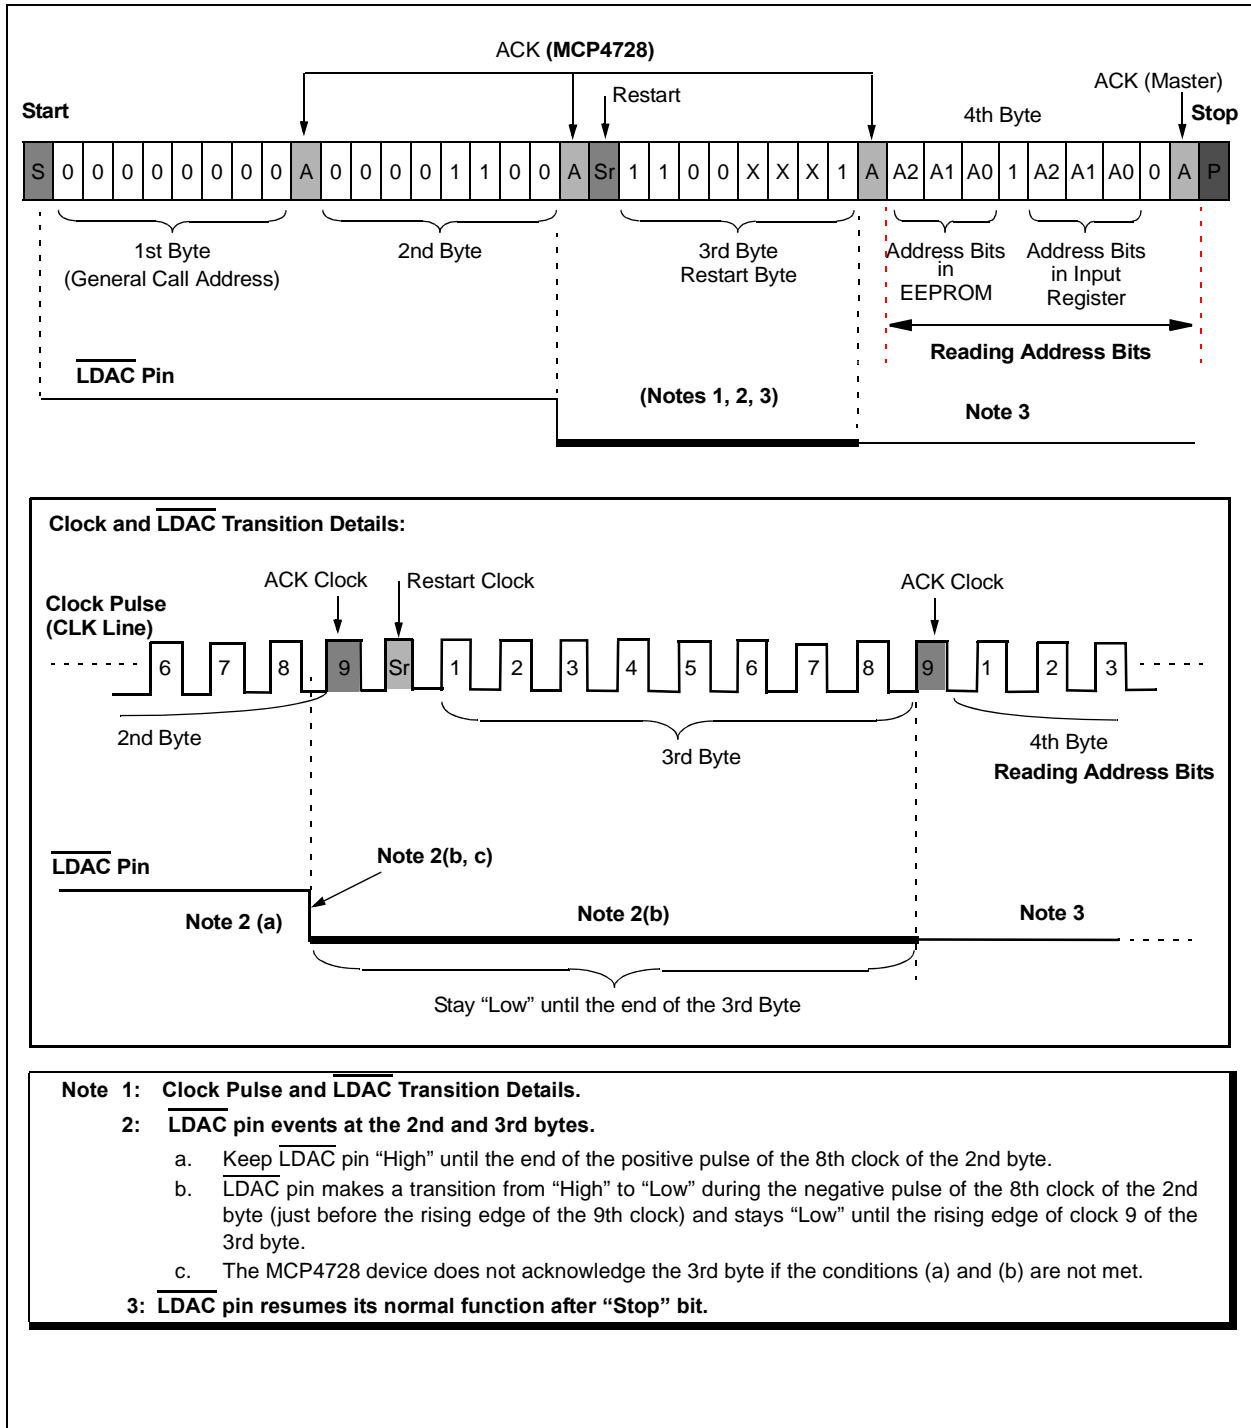 ACK (MCP4728)
Restart
ACK (Master)
Start
4th Byte
Stop
S 0 0 0 0 0 0 0 0 A 0 0 0 0 1 1 0 0 A Sr 1 1 0 0 X X X 1 A A2 A1 A0 1 A2 A1 A0 0 A P
1st Byte
(General Call Address)
2nd Byte
3rd Byte
Restart Byte
Address Bits
in
EEPROM
Address Bits
in Input
Register
Reading Address Bits
LDAC Pin
(Notes 1, 2, 3)
Note 3
Clock and LDAC Transition Details:
ACK Clock
Restart Clock
ACK Clock
Clock Pulse
(CLK Line)
6 7 8 9 Sr 1 2 3 4 5 6 7 8 9 1 2 3
2nd Byte
3rd Byte
4th Byte
Reading Address Bits
LDAC Pin
Note 2(b, c)
Note 2 (a)
Note 2(b)
Note 3
Stay “Low” until the end of the 3rd Byte
Note 1: Clock Pulse and LDAC Transition Details.
2: LDAC pin events at the 2nd and 3rd bytes.
a. Keep LDAC pin “High” until the end of the positive pulse of the 8th clock of the 2nd byte.
b. LDAC pin makes a transition from “High” to “Low” during the negative pulse of the 8th clock of the 2nd
byte (just before the rising edge of the 9th clock) and stays “Low” until the rising edge of clock 9 of the
3rd byte.
c. The MCP4728 device does not acknowledge the 3rd byte if the conditions (a) and (b) are not met.
3: LDAC pin resumes its normal function after “Stop” bit.